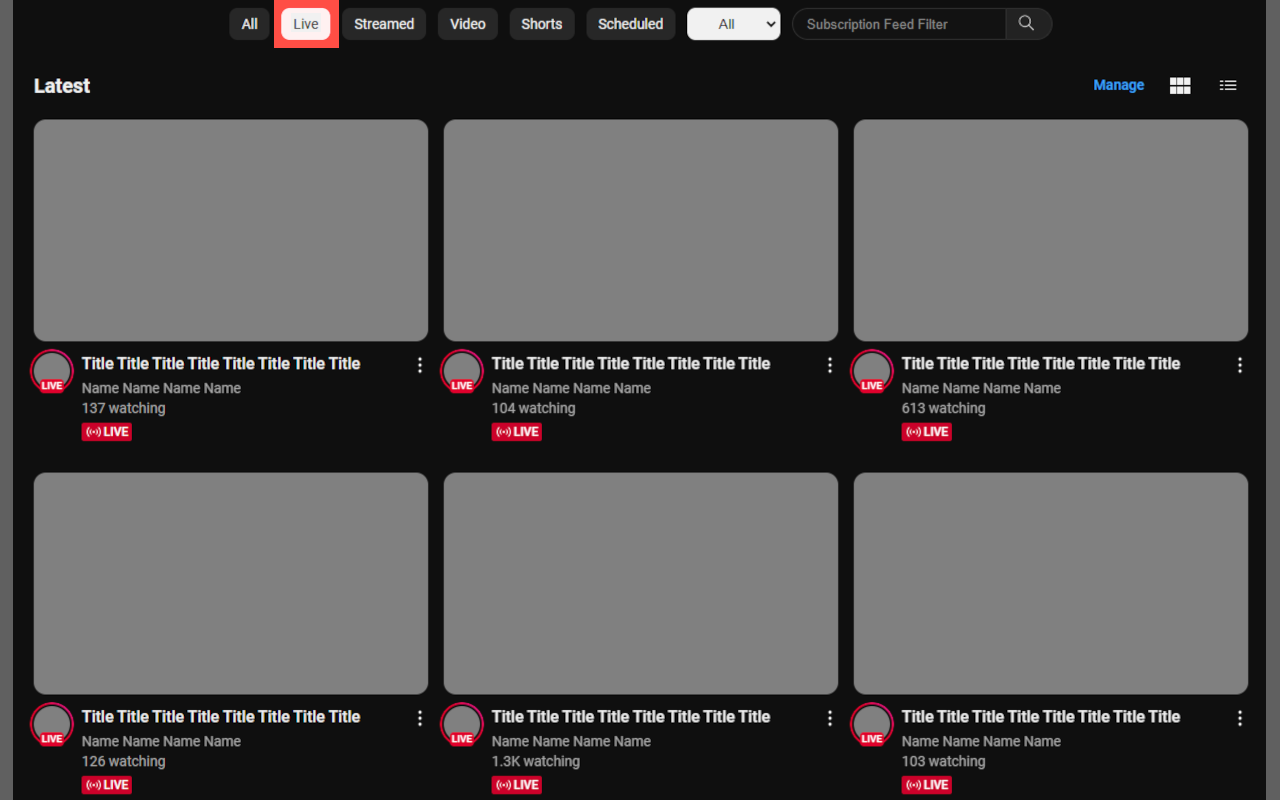 All Live Streamed Video Shorts Scheduled All Subscription Feed Filter
Latest Manage
Title Title Title Title Title Title Title Title
Name Name Name Name
137 watching
LIVE
LIVE
Title Title Title Title Title Title Title Title
Name Name Name Name
104 watching
LIVE
LIVE
Title Title Title Title Title Title Title Title
Name Name Name Name
613 watching
LIVE
LIVE
Title Title Title Title Title Title Title Title
Name Name Name Name
126 watching
LIVE
LIVE
Title Title Title Title Title Title Title Title
Name Name Name Name
1.3K watching
LIVE
LIVE
Title Title Title Title Title Title Title Title
Name Name Name Name
103 watching
LIVE
LIVE